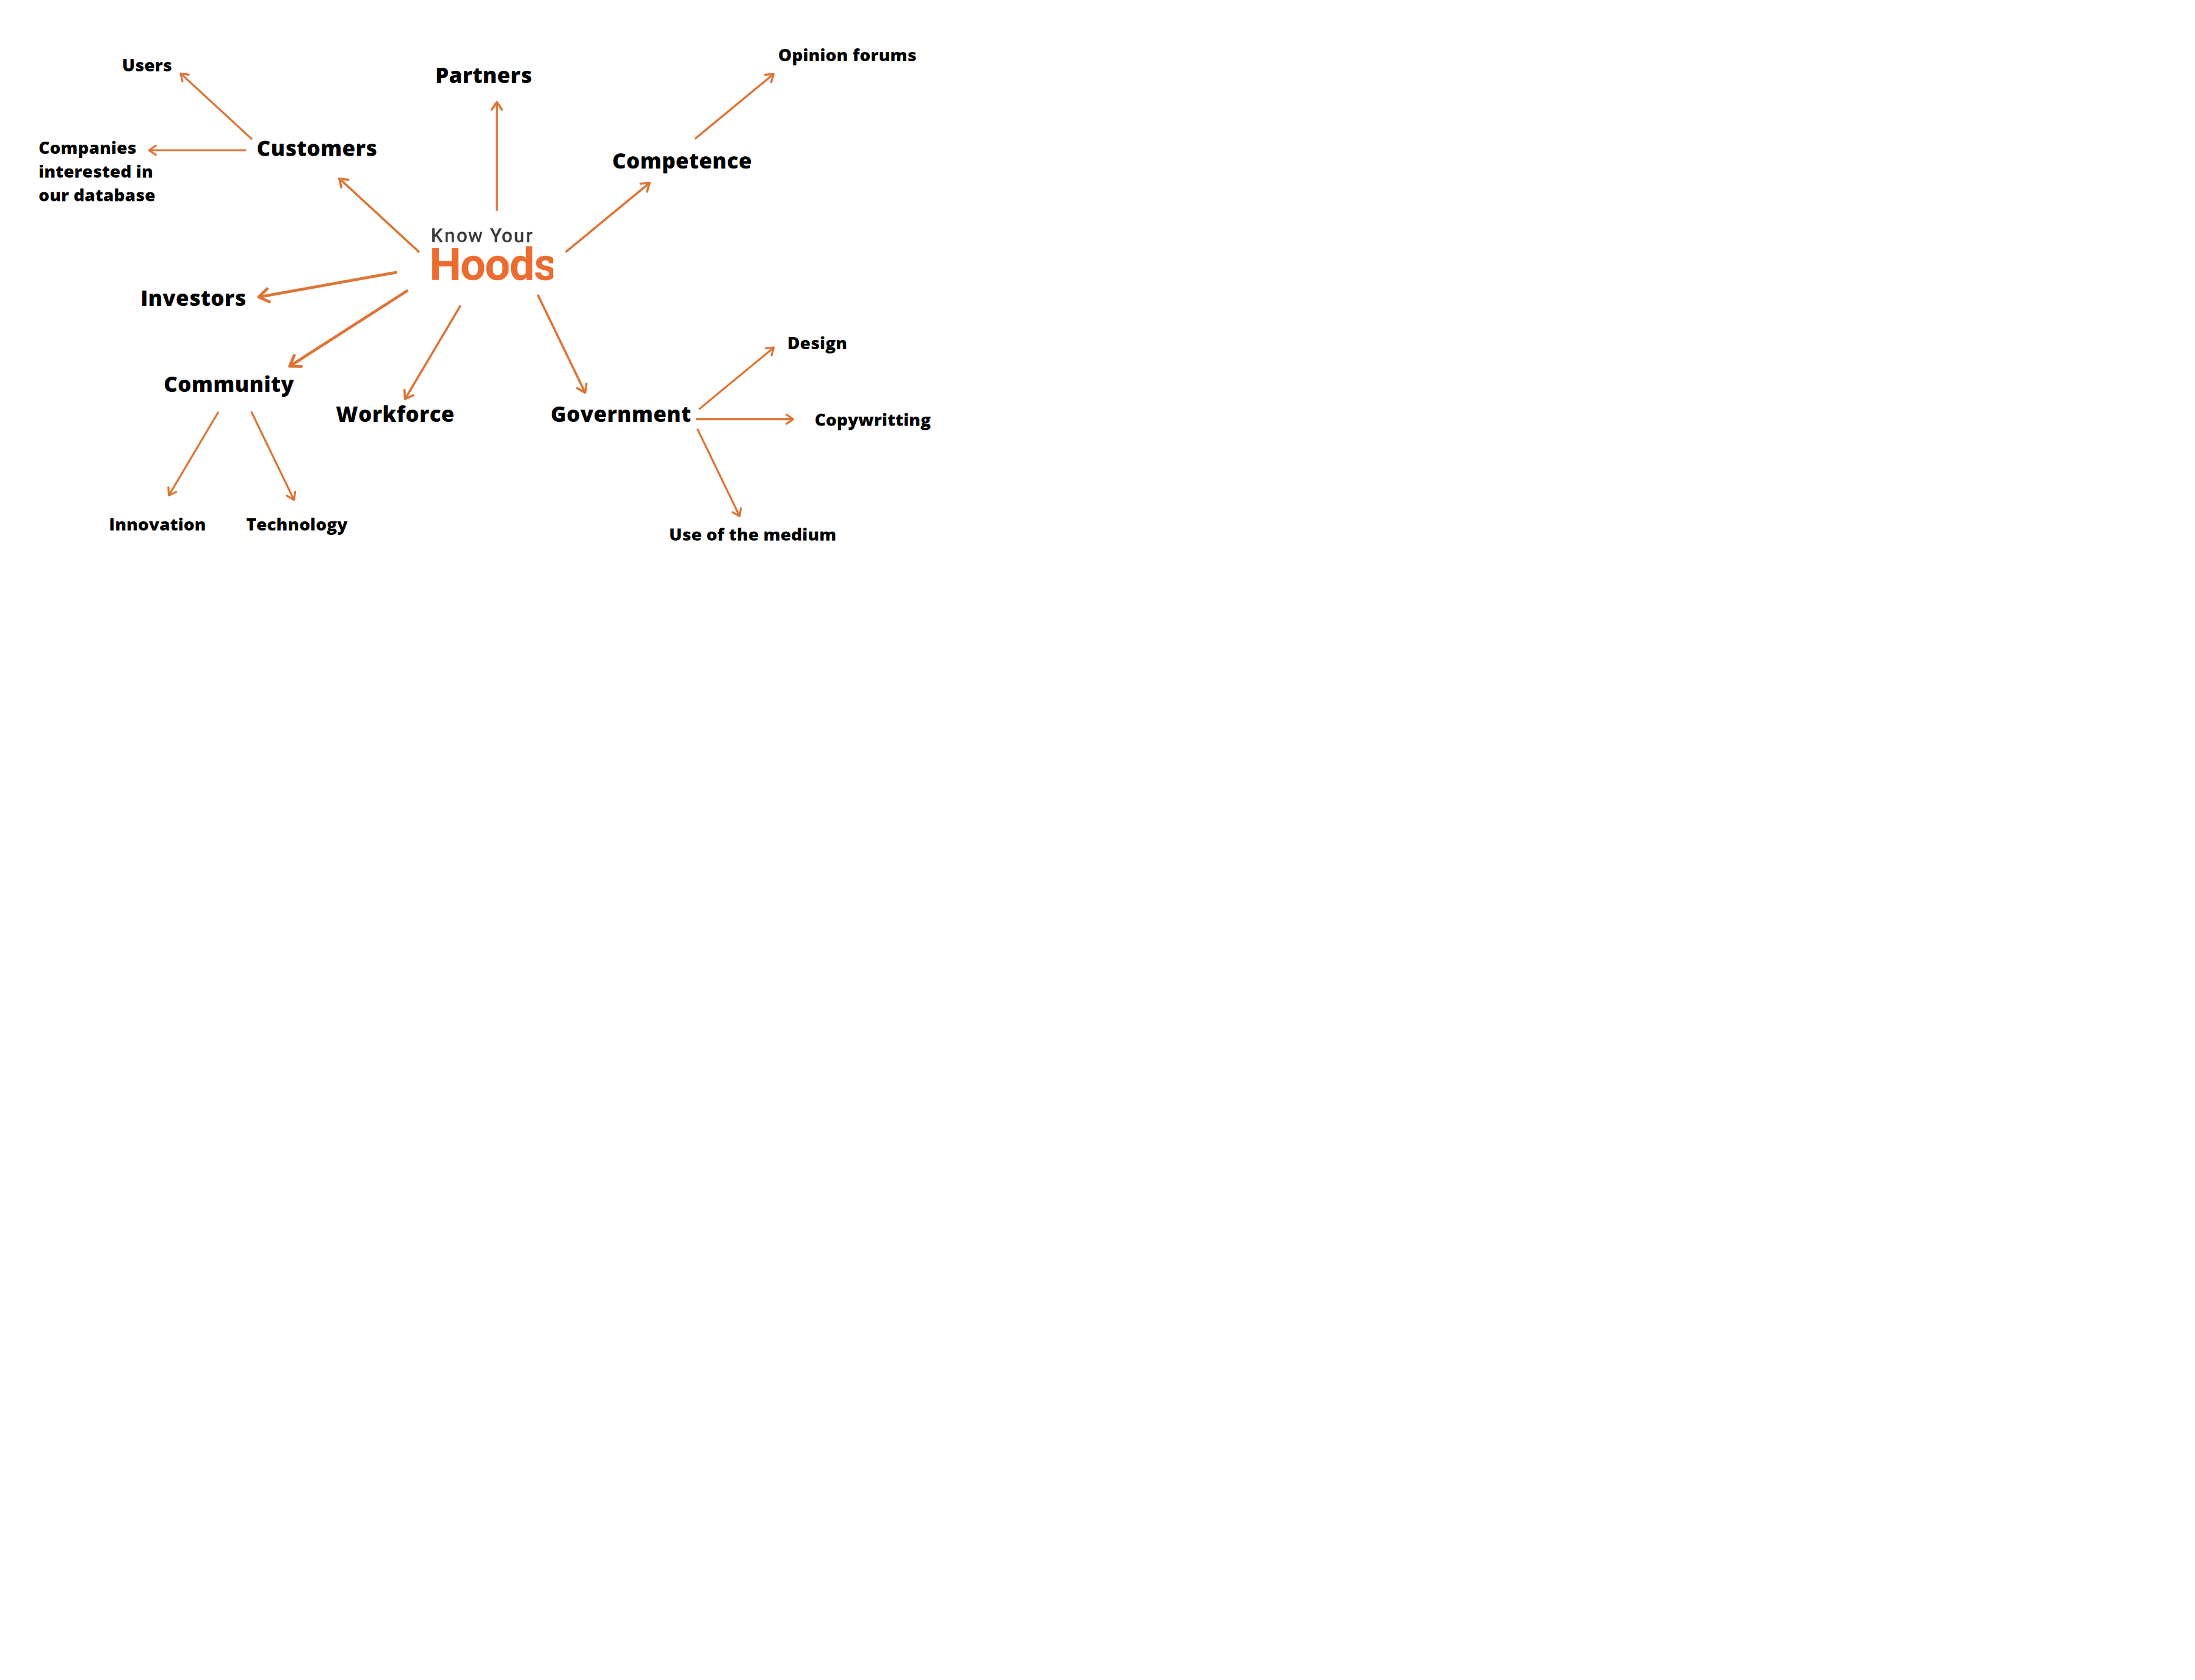 Opinion forums
Users
Partners
Companies
interested in
our database
Customers
Competence
Know Your
Hoods
Investors
Design
Community
Workforce
Government
Copywritting
Innovation
Technology
Use of the medium